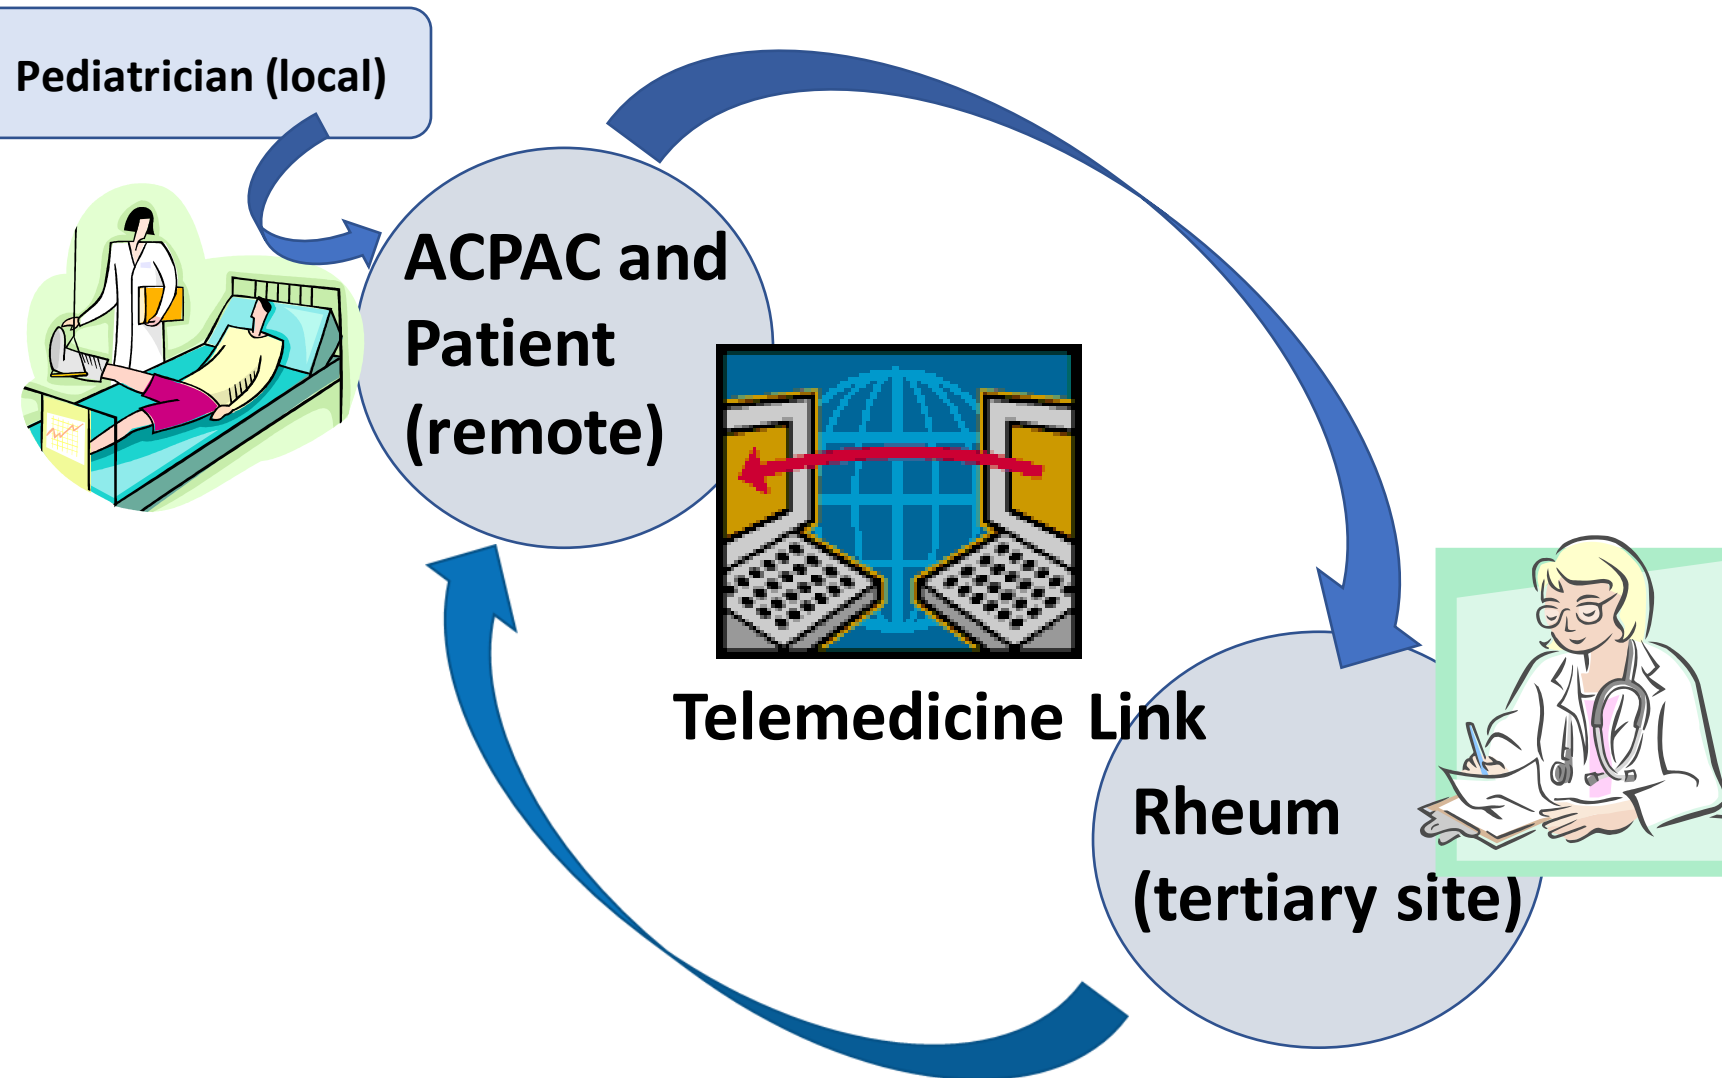 Pediatrician (local)
ACPAC and
Patient
(remote)
Telemedicine Link
Rheum
(tertiary site)